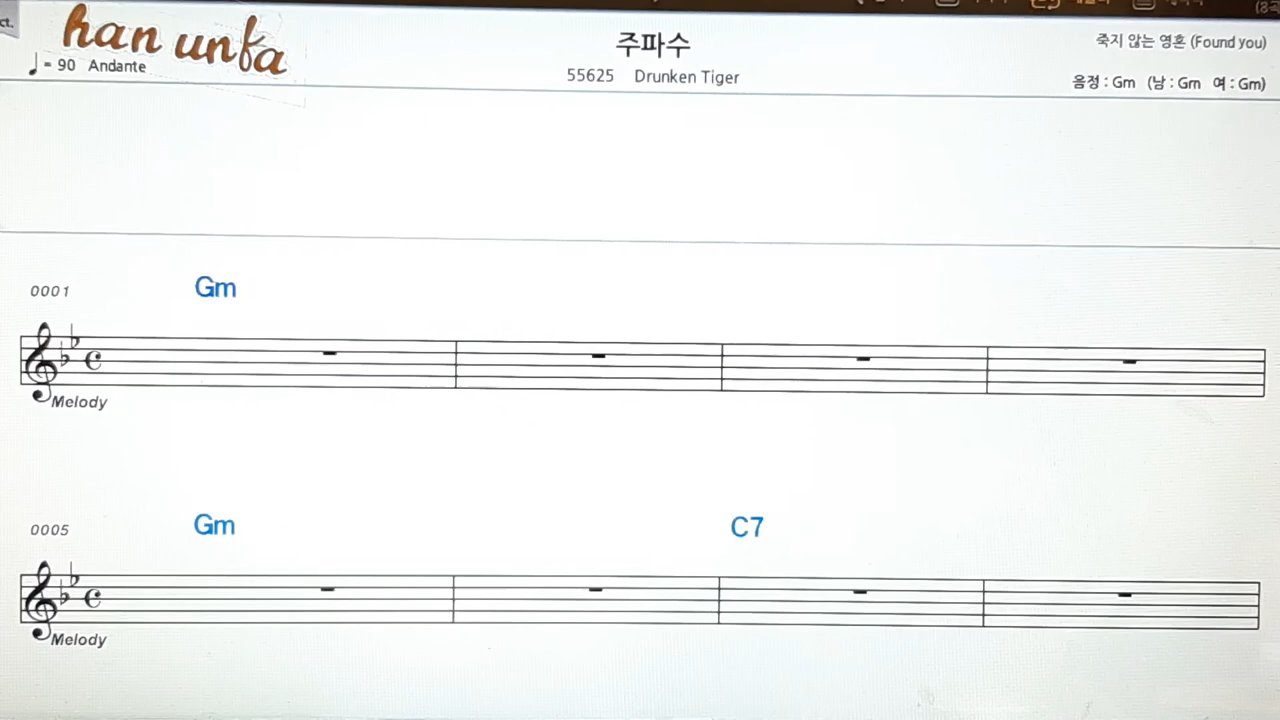 ct.
han unfa
♩ = 90 Andante
주파수
55625 Drunken Tiger
죽지 않는 영혼 (Found you)
음정 : Gm (남 : Gm 여 : Gm)
0001
Gm
Melody
0005
Gm
C7
Melody